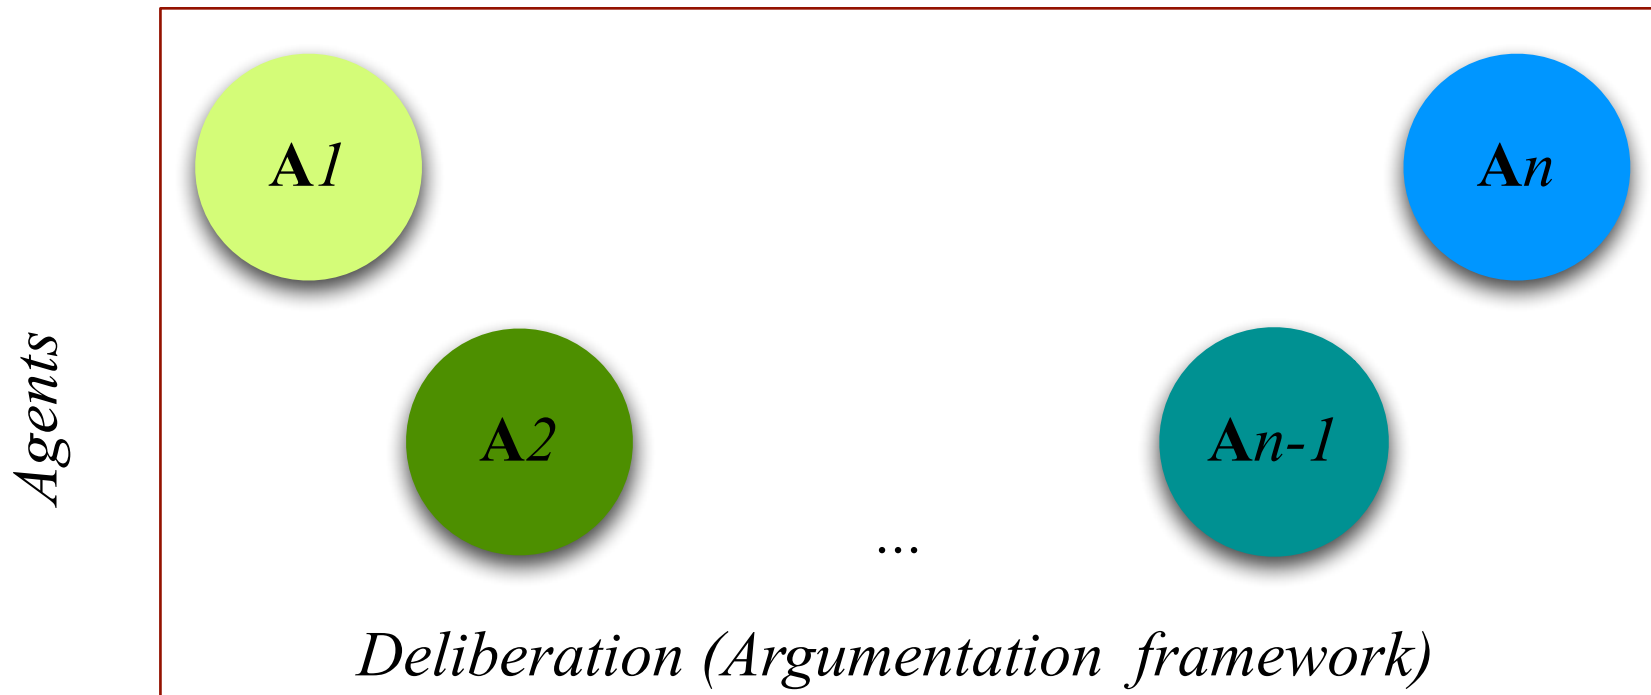 Agents
A1
An
A2
An-1
...
Deliberation (Argumentation framework)